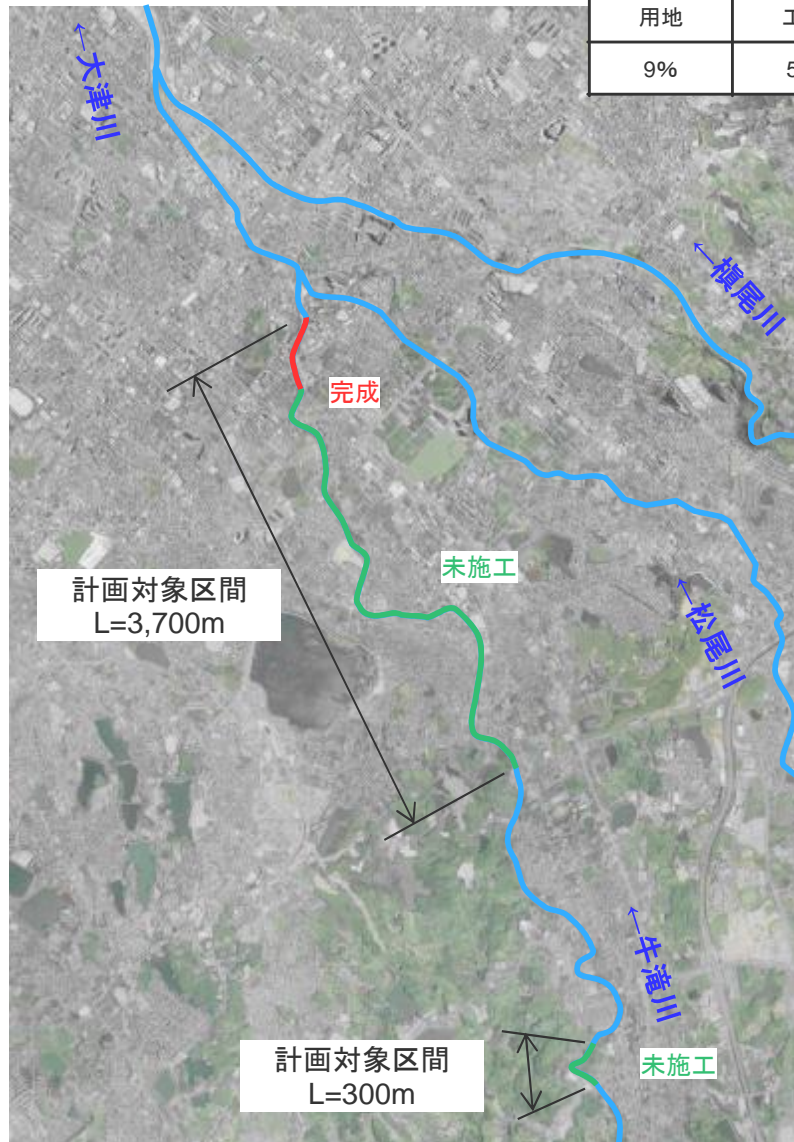 用地
9%
←大津川
←槇尾川
完成
未施工
計画対象区間
L=3,700m
←松尾川
←牛滝川
計画対象区間
L=300m
未施工